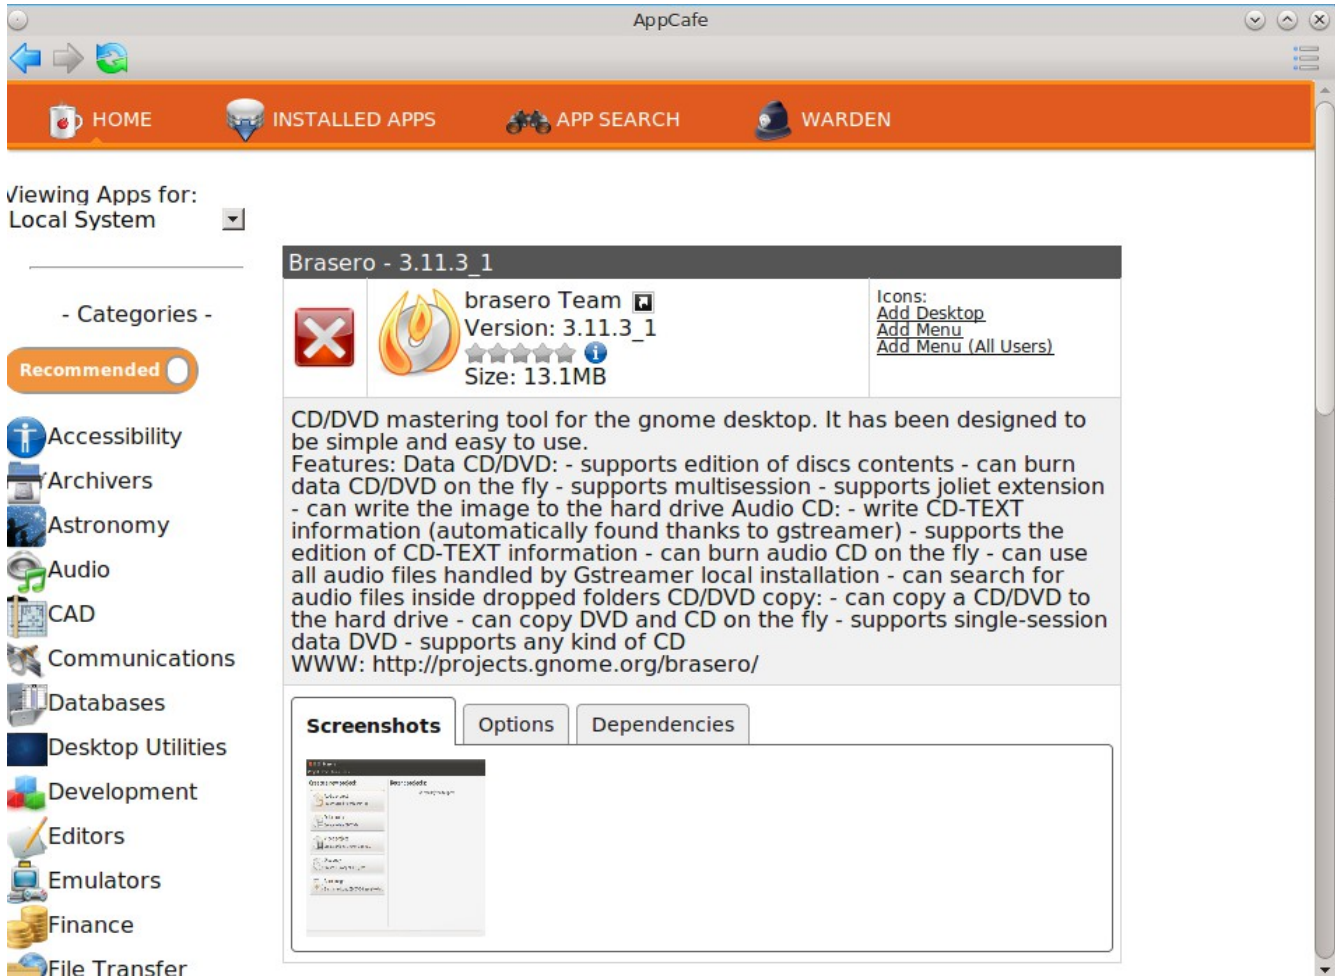 AppCafe
HOME
INSTALLED APPS
APP SEARCH
WARDEN
Viewing Apps for:
Local System
- Categories -
Recommended
Accessibility
Archivers
Astronomy
Audio
CAD
Communications
Databases
Desktop Utilities
Development
Editors
Emulators
Finance
File Transfer
Brasero - 3.11.3_1
brasero Team
Version: 3.11.3_1
Size: 13.1MB
Icons:
Add Desktop
Add Menu
Add Menu (All Users)
CD/DVD mastering tool for the gnome desktop. It has been designed to
be simple and easy to use.
Features: Data CD/DVD: - supports edition of discs contents - can burn
data CD/DVD on the fly - supports multisession - supports joliet extension
- can write the image to the hard drive Audio CD: - write CD-TEXT
information (automatically found thanks to gstreamer) - supports the
edition of CD-TEXT information - can burn audio CD on the fly - can use
all audio files handled by Gstreamer local installation - can search for
audio files inside dropped folders CD/DVD copy: - can copy a CD/DVD to
the hard drive - can copy DVD and CD on the fly - supports single-session
data DVD - supports any kind of CD
WWW: http://projects.gnome.org/brasero/
Screenshots
Options
Dependencies